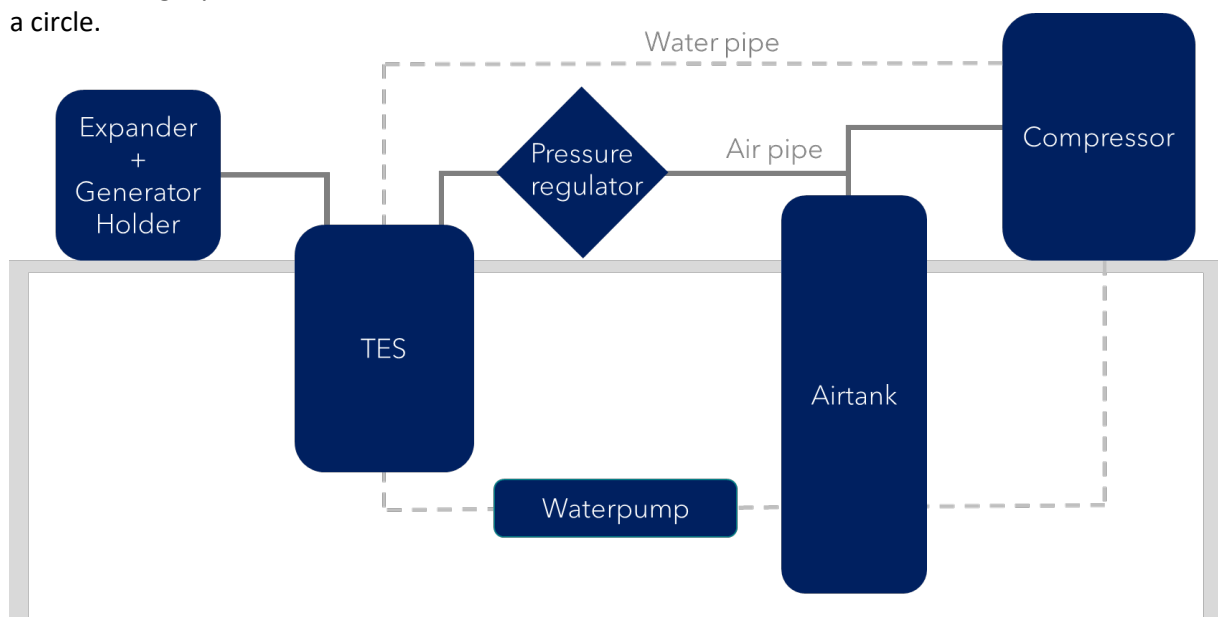 a circle.
Water pipe
Expander
+
Generator
Holder
Pressure
regulator
Air pipe
Compressor
TES
Airtank
Waterpump